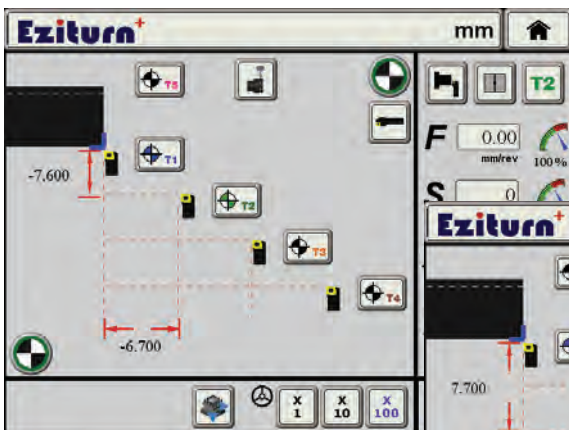 Eziturn+ mm
T5
T1
T2
-7.600
T2
T3
T4
-6.700
F 0.00
mm/rev 100%
S 0
X 1
X 10
X 100
Eziturn+
7.700